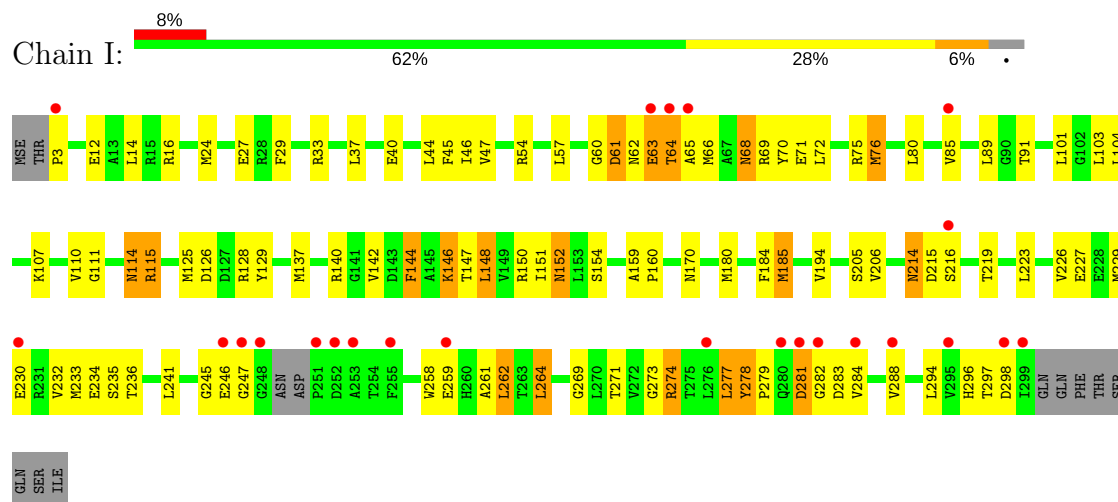 8%
Chain I:
62% 28% 6% •
MSE THR P3 E12 A13 L14 R15 R16 M24 E27 R28 F29 R33 L37 E40 L44 F45 I46 V47 R54 L57 G60 D61 N62 E63 T64 A65 M66 A67 N68 R69 Y70 E71 L72 R75 M76 L80 V85 L89 G90 T91 L101 G102 L103 L104
K107 V110 G111 N114 R115 M125 D126 D127 R128 Y129 M137 R140 G141 V142 D143 F144 A145 K146 T147 L148 V149 R150 I151 N152 L153 S154 A159 P160 N170 M180 F184 M185 V194 S205 V206 N214 D215 S216 T219 L223 V226 E227 E228 M229
E230 R231 V232 M233 E234 S235 T236 L241 G245 E246 G247 G248 ASN ASP P251 D252 A253 T254 F255 W258 E259 H260 A261 L262 T263 L264 G269 L270 T271 V272 G273 R274 T275 L276 L277 Y278 P279 Q280 D281 G282 D283 V284 V288 L294 V295 H296 T297 D298 I299 GLN GLN PHE THR SER
GLN SER ILE